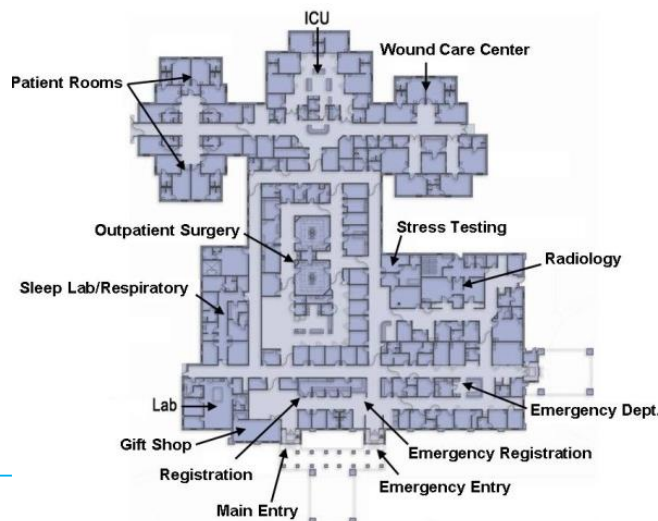 ICU
Wound Care Center
Patient Rooms
Outpatient Surgery
Stress Testing
Radiology
Sleep Lab/Respiratory
Lab
Emergency Dept.
Gift Shop
Emergency Registration
Registration
Emergency Entry
Main Entry